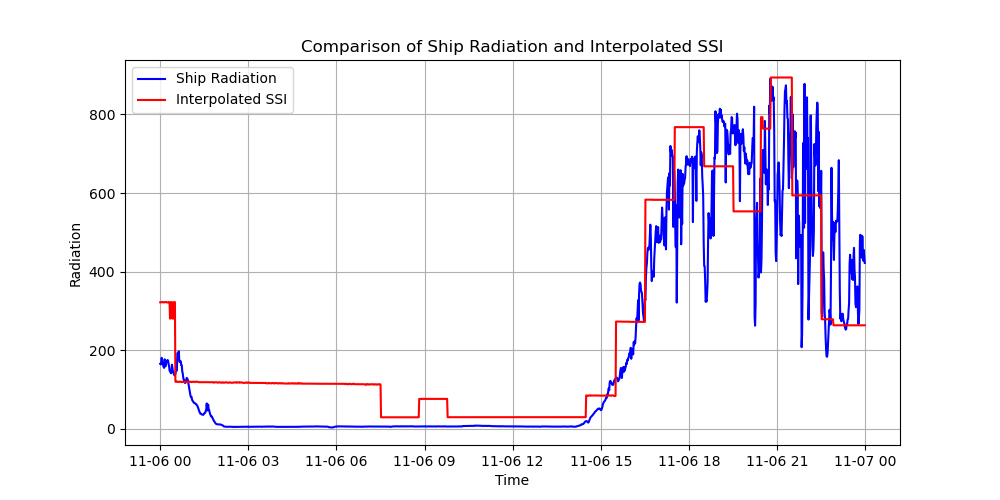 Comparison of Ship Radiation and Interpolated SSI
Ship Radiation
Interpolated SSI
Radiation
800
600
400
200
0
11-06 00 11-06 03 11-06 06 11-06 09 11-06 12 11-06 15 11-06 18 11-06 21 11-07 00
Time